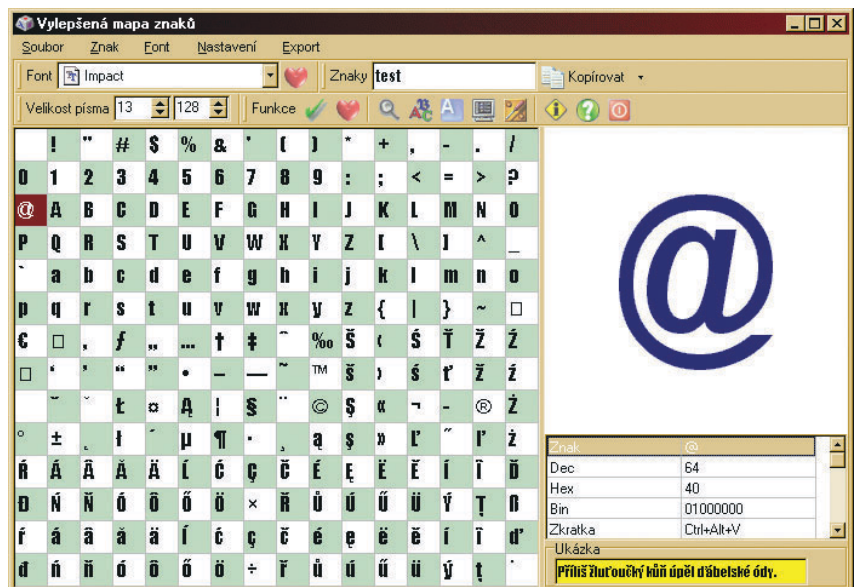 Vylepšená mapa znaků
Soubor Znak Font Nastavení Export
Font Impact Znaky test Kopírovat
Velikost písma 13 128 Funkce
! " # $ % & ' ( ) * + , - . /
0 1 2 3 4 5 6 7 8 9 : ; < = > ?
@ A B C D E F G H I J K L M N O
P Q R S T U V W X Y Z [ \ ] ^ _
` a b c d e f g h i j k l m n o
p q r s t u v w x y z { | } ~ □
€ □ ‚ ƒ „ … † ‡ ˆ ‰ Š ‹ Ś Ť Ž Ź
□ ‘ ’ “ ” • – — ˜ ™ š › ś ť ž ź
ˇ ˘ Ł ¤ Ą ¦ § ¨ © Ş « ¬ - ® Ż
° ± ˛ ł ´ µ ¶ · ¸ ą ş » Ľ ˝ ľ ż
Ŕ Á Â Ă Ä Ĺ Ć Ç Č É Ę Ë Ě Í Î Ď
Đ Ń Ň Ó Ô Ő Ö × Ř Ů Ú Ű Ü Ý Ţ ß
ŕ á â ă ä ĺ ć ç č é ę ë ě í î ď
đ ń ň ó ô ő ö ÷ ř ů ú ű ü ý ţ ˙
@
Znak @
Dec 64
Hex 40
Bin 01000000
Zkratka Ctrl+Alt+V
Ukázka
Příliš žluťoučký kůň úpěl ďábelské ódy.